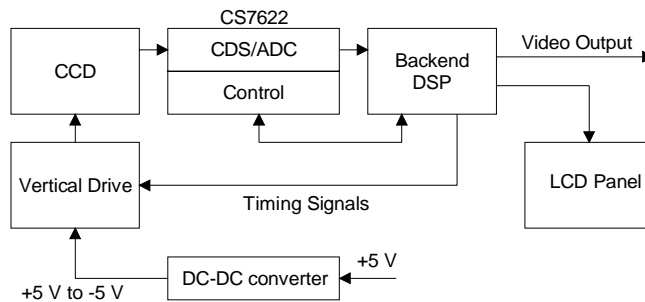 CS7622
CCD
CDS/ADC
Control
Backend
DSP
Video Output
Vertical Drive
LCD Panel
Timing Signals
DC-DC converter
+5 V
+5 V to -5 V